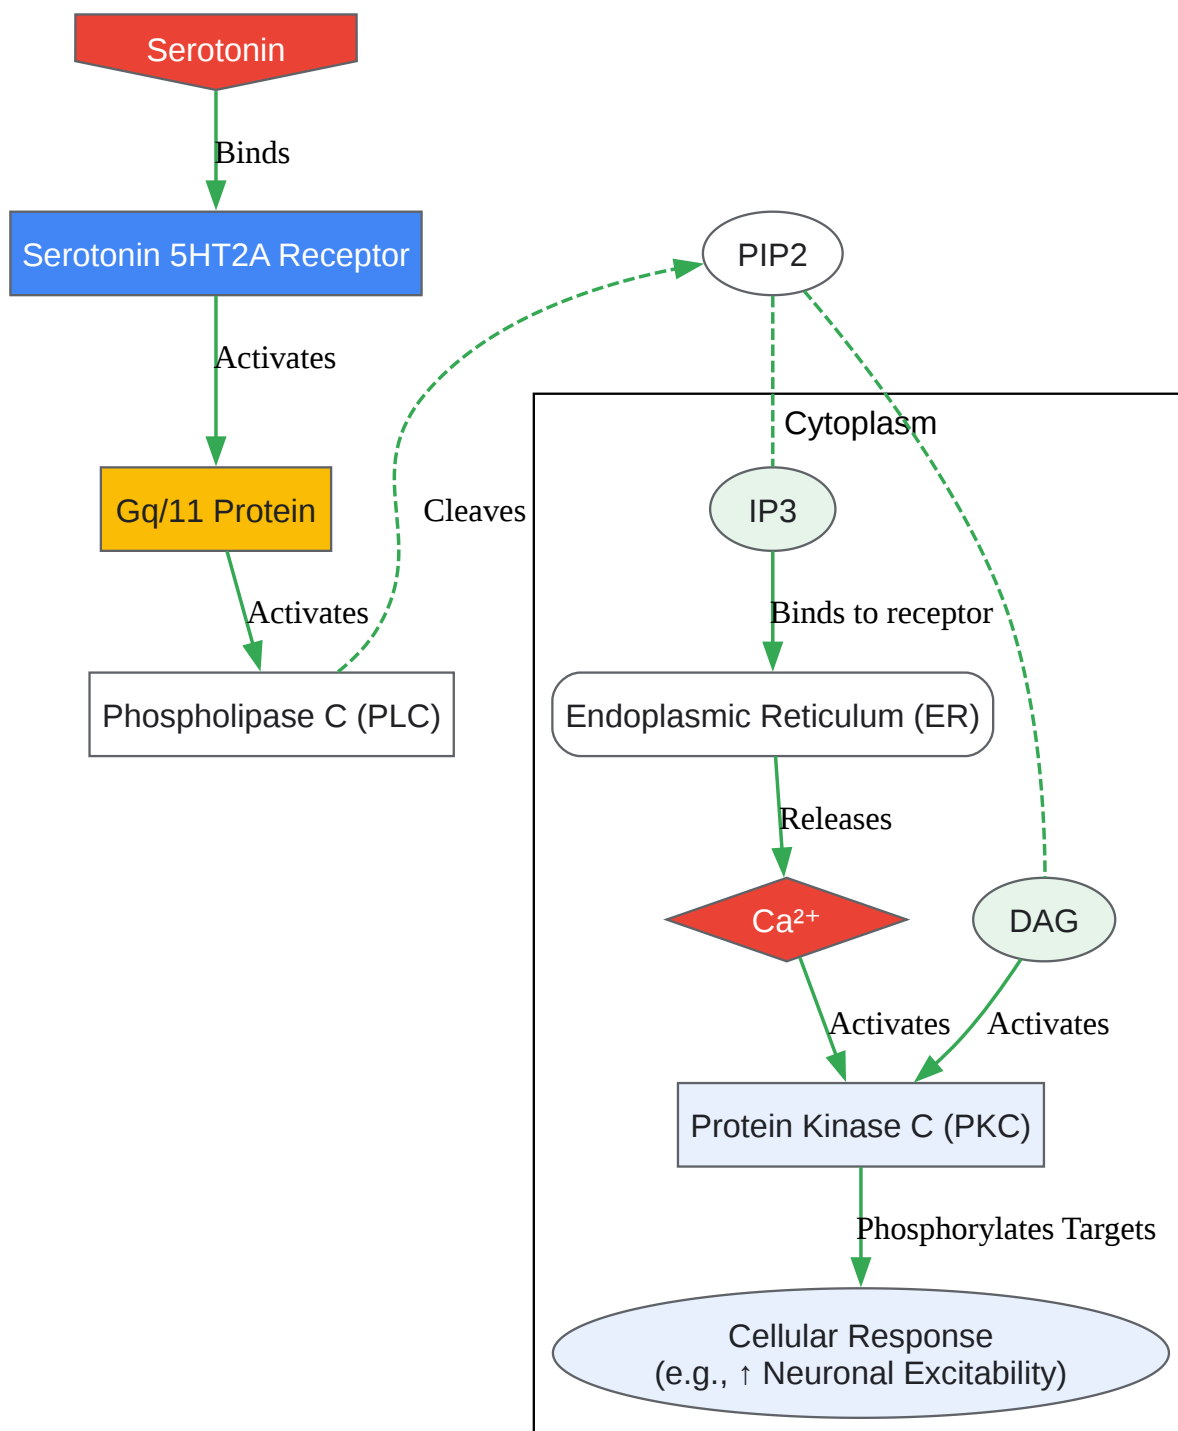 Serotonin
Binds
Serotonin 5HT2A Receptor
PIP2
Activates
Cytoplasm
Gq/11 Protein
Cleaves
IP3
Activates
Binds to receptor
Phospholipase C (PLC)
Endoplasmic Reticulum (ER)
Releases
Ca²⁺
DAG
Activates
Activates
Protein Kinase C (PKC)
Phosphorylates Targets
Cellular Response
(e.g., ↑ Neuronal Excitability)